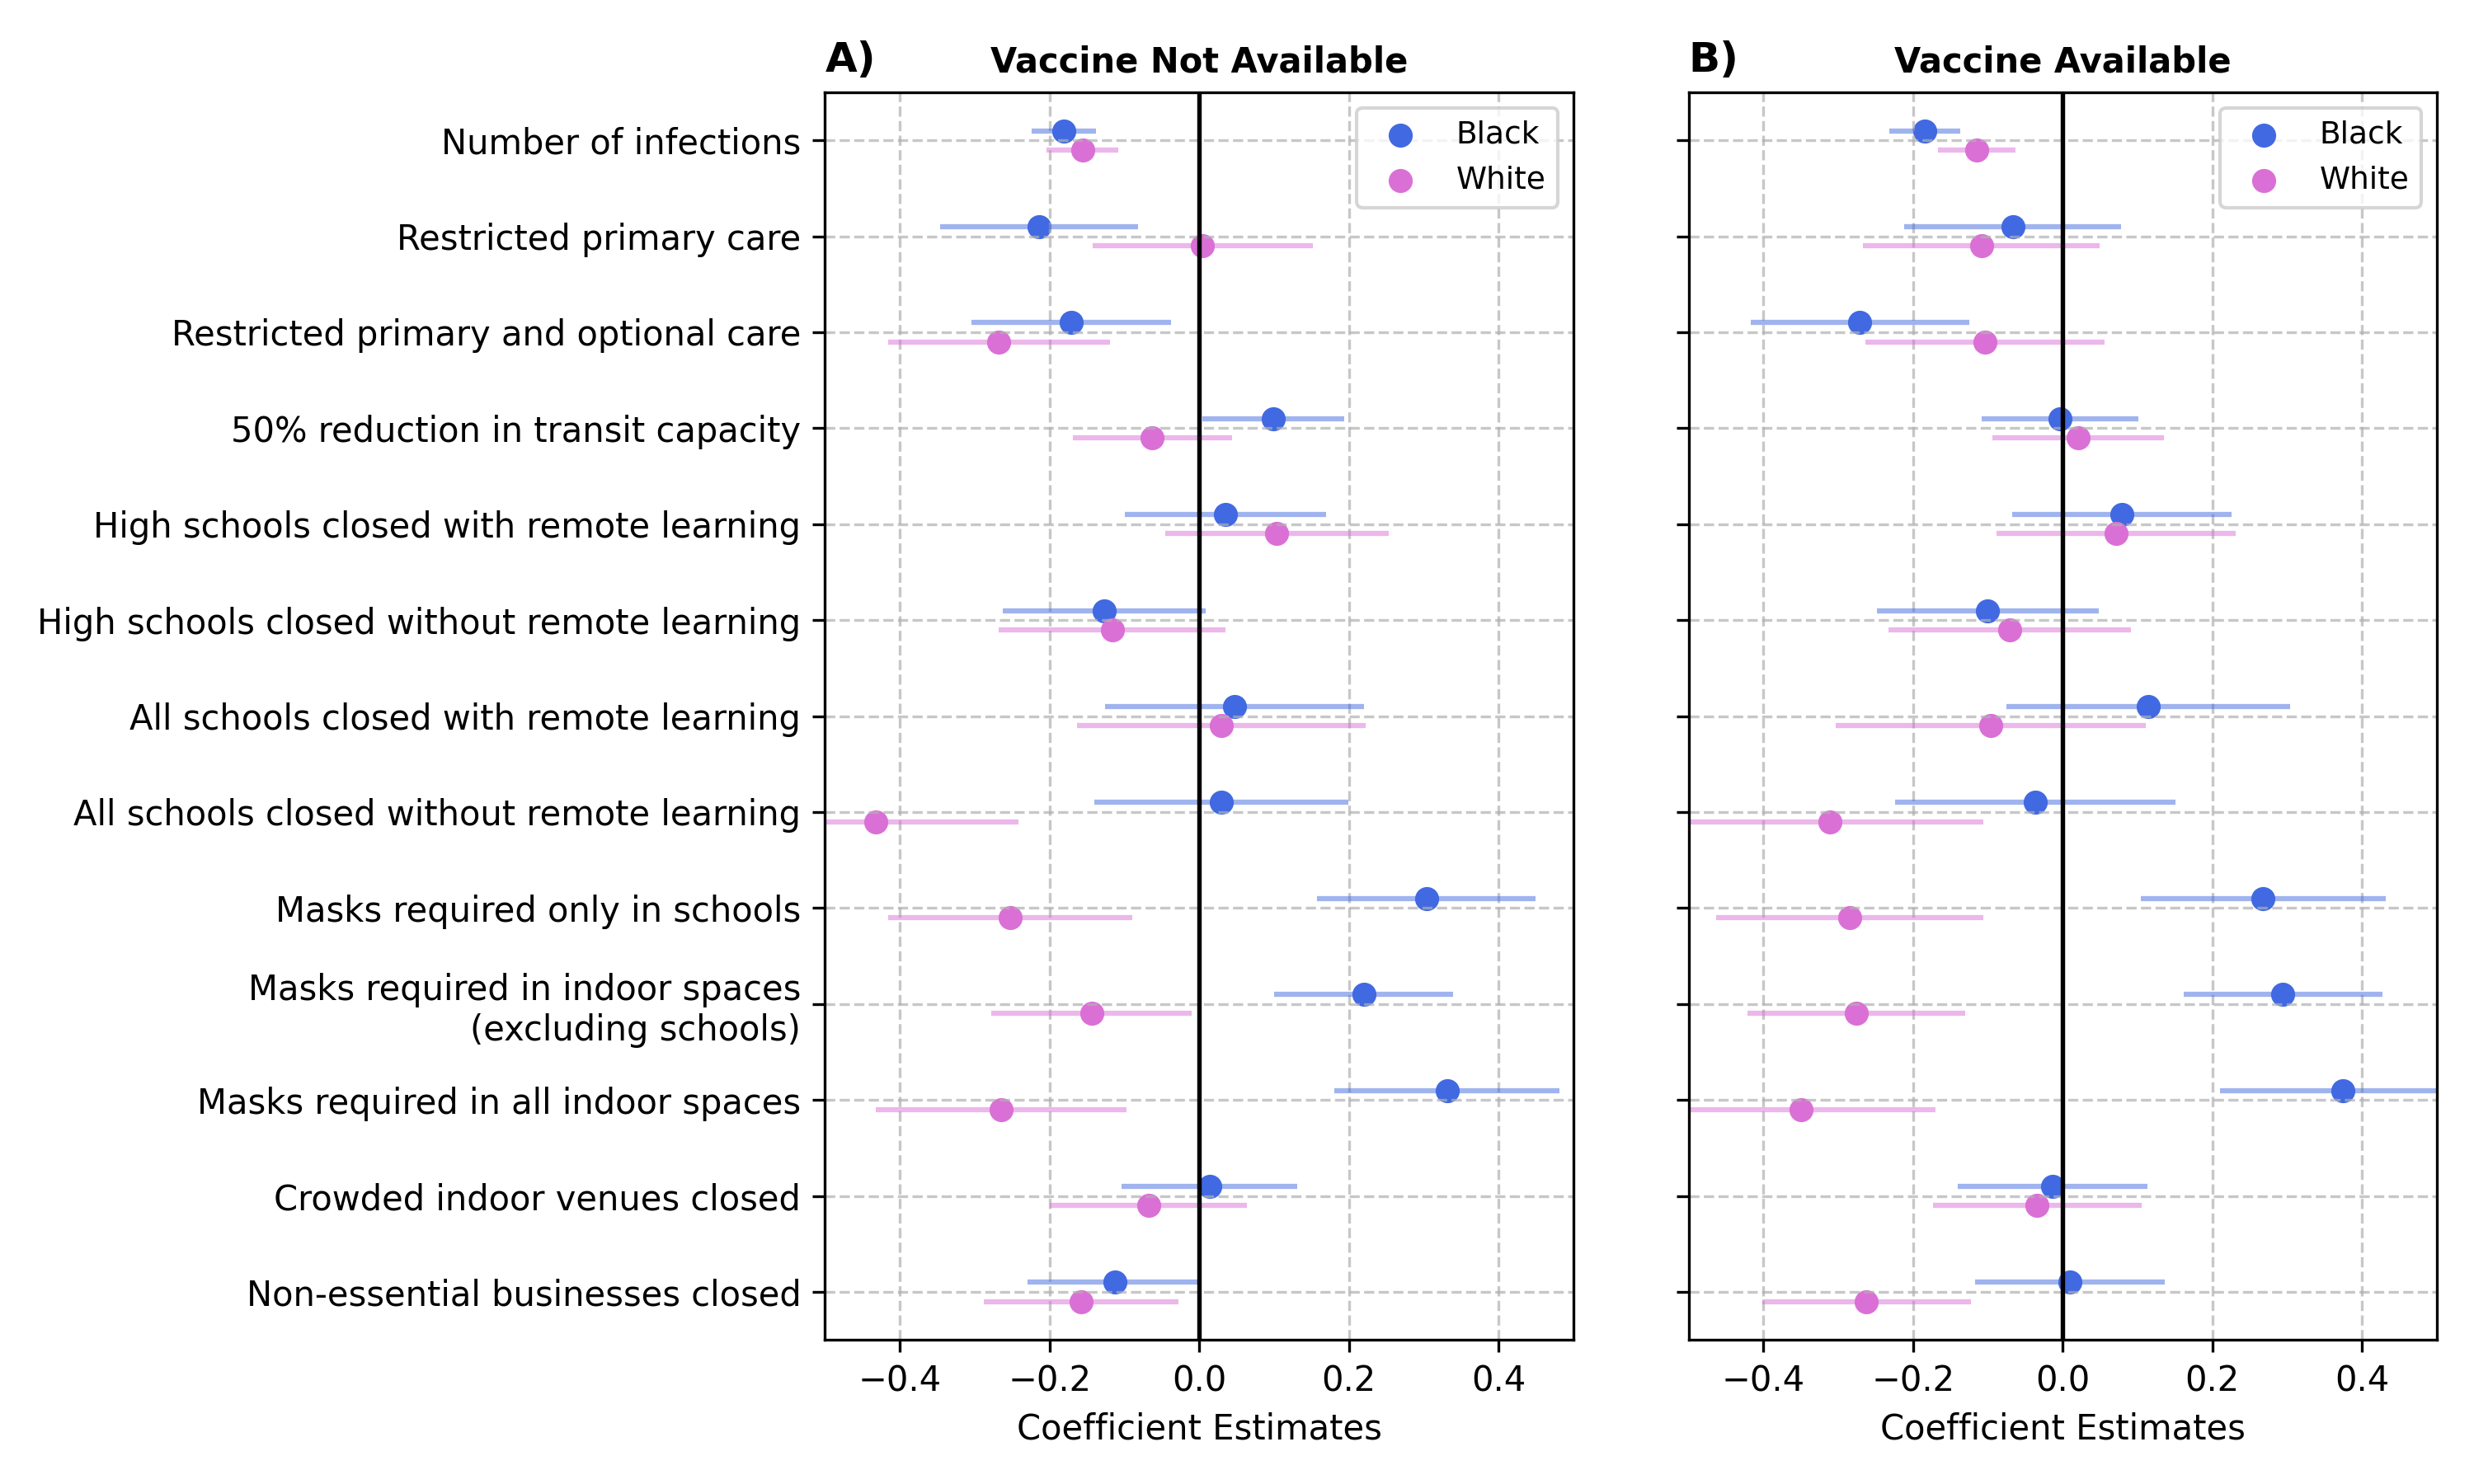 A)
Vaccine Not Available
B)
Vaccine Available
Black
White
Black
White
Number of infections
Restricted primary care
Restricted primary and optional care
50% reduction in transit capacity
High schools closed with remote learning
High schools closed without remote learning
All schools closed with remote learning
All schools closed without remote learning
Masks required only in schools
Masks required in indoor spaces
(excluding schools)
Masks required in all indoor spaces
Crowded indoor venues closed
Non-essential businesses closed
−0.4 −0.2 0.0 0.2 0.4
−0.4 −0.2 0.0 0.2 0.4
Coefficient Estimates
Coefficient Estimates